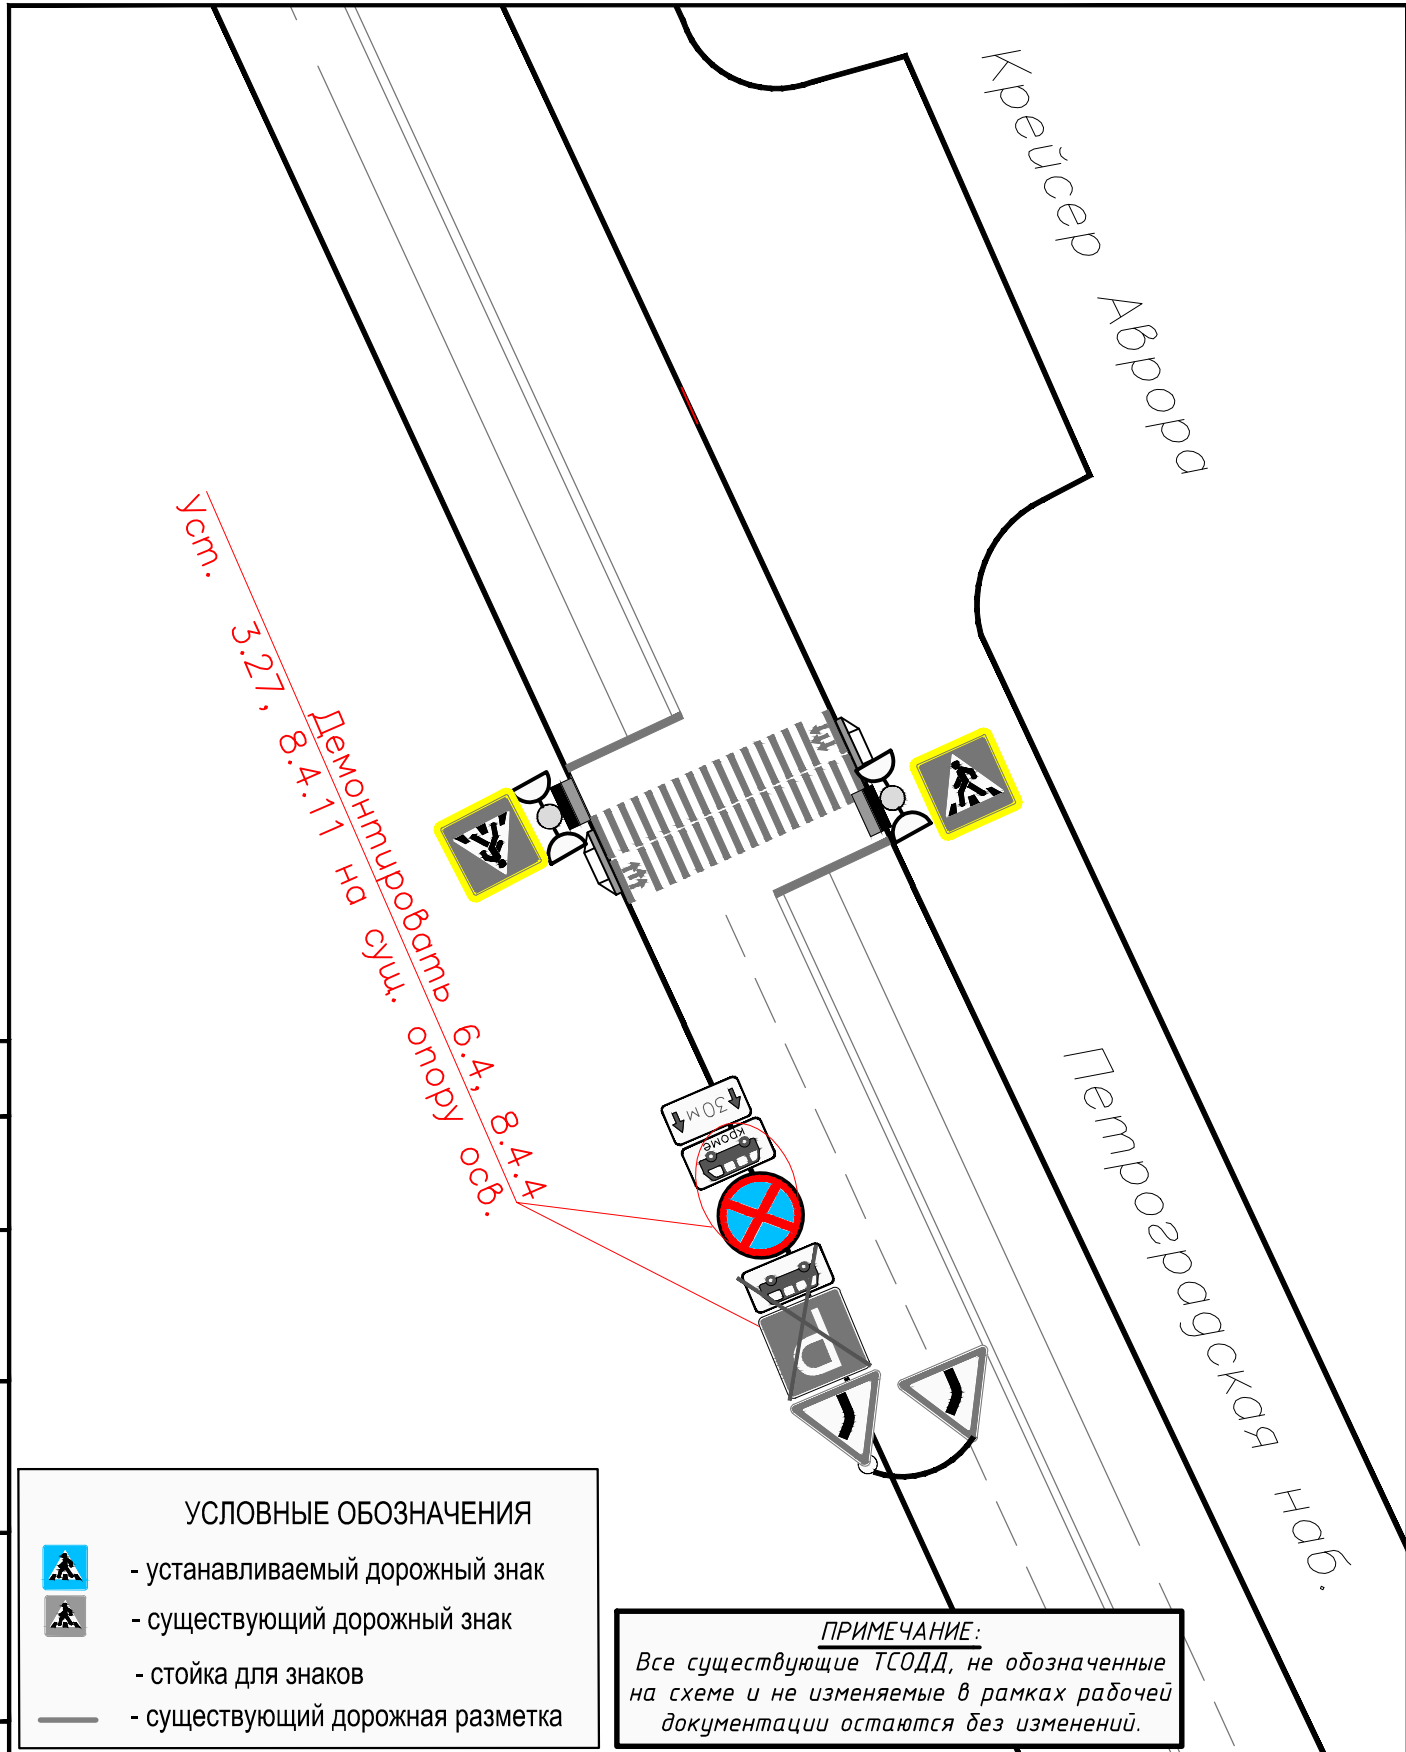 Крейсер Аврора
Уст. 3.27, 8.4.11 на сущ. опору осв.
Демонтировать 6.4, 8.4.4
30м
кроме
P
Петроградская наб.
УСЛОВНЫЕ ОБОЗНАЧЕНИЯ
- устанавливаемый дорожный знак
- существующий дорожный знак
- стойка для знаков
- существующий дорожная разметка
ПРИМЕЧАНИЕ:
Все существующие ТСОДД, не обозначенные
на схеме и не изменяемые в рамках рабочей
документации остаются без изменений.